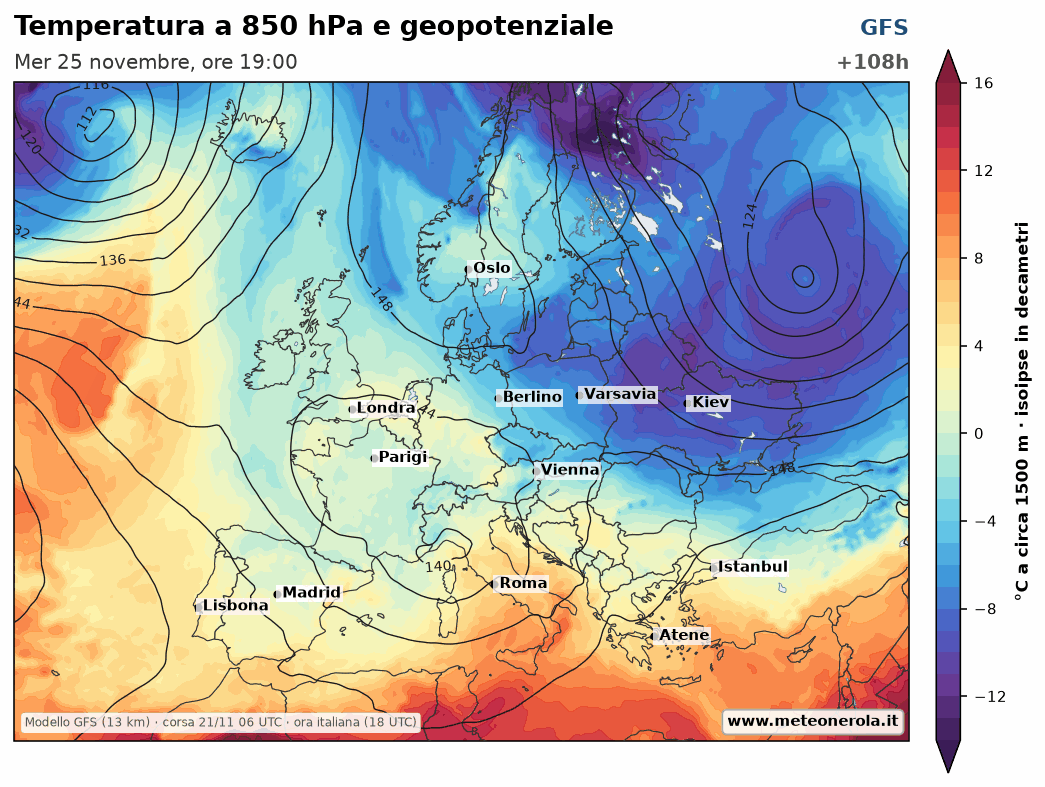 Temperatura a 850 hPa e geopotenziale
GFS
Mer 25 novembre, ore 19:00
+108h
116
112
120
32
136
44
148
124
Oslo
Berlino
Varsavia
Kiev
Londra
44
Parigi
Vienna
148
140
Roma
Istanbul
Madrid
Lisbona
Atene
Modello GFS (13 km) · corsa 21/11 06 UTC · ora italiana (18 UTC)
www.meteonerola.it
16
12
8
4
0
−4
−8
−12
°C a circa 1500 m · isoipse in decametri